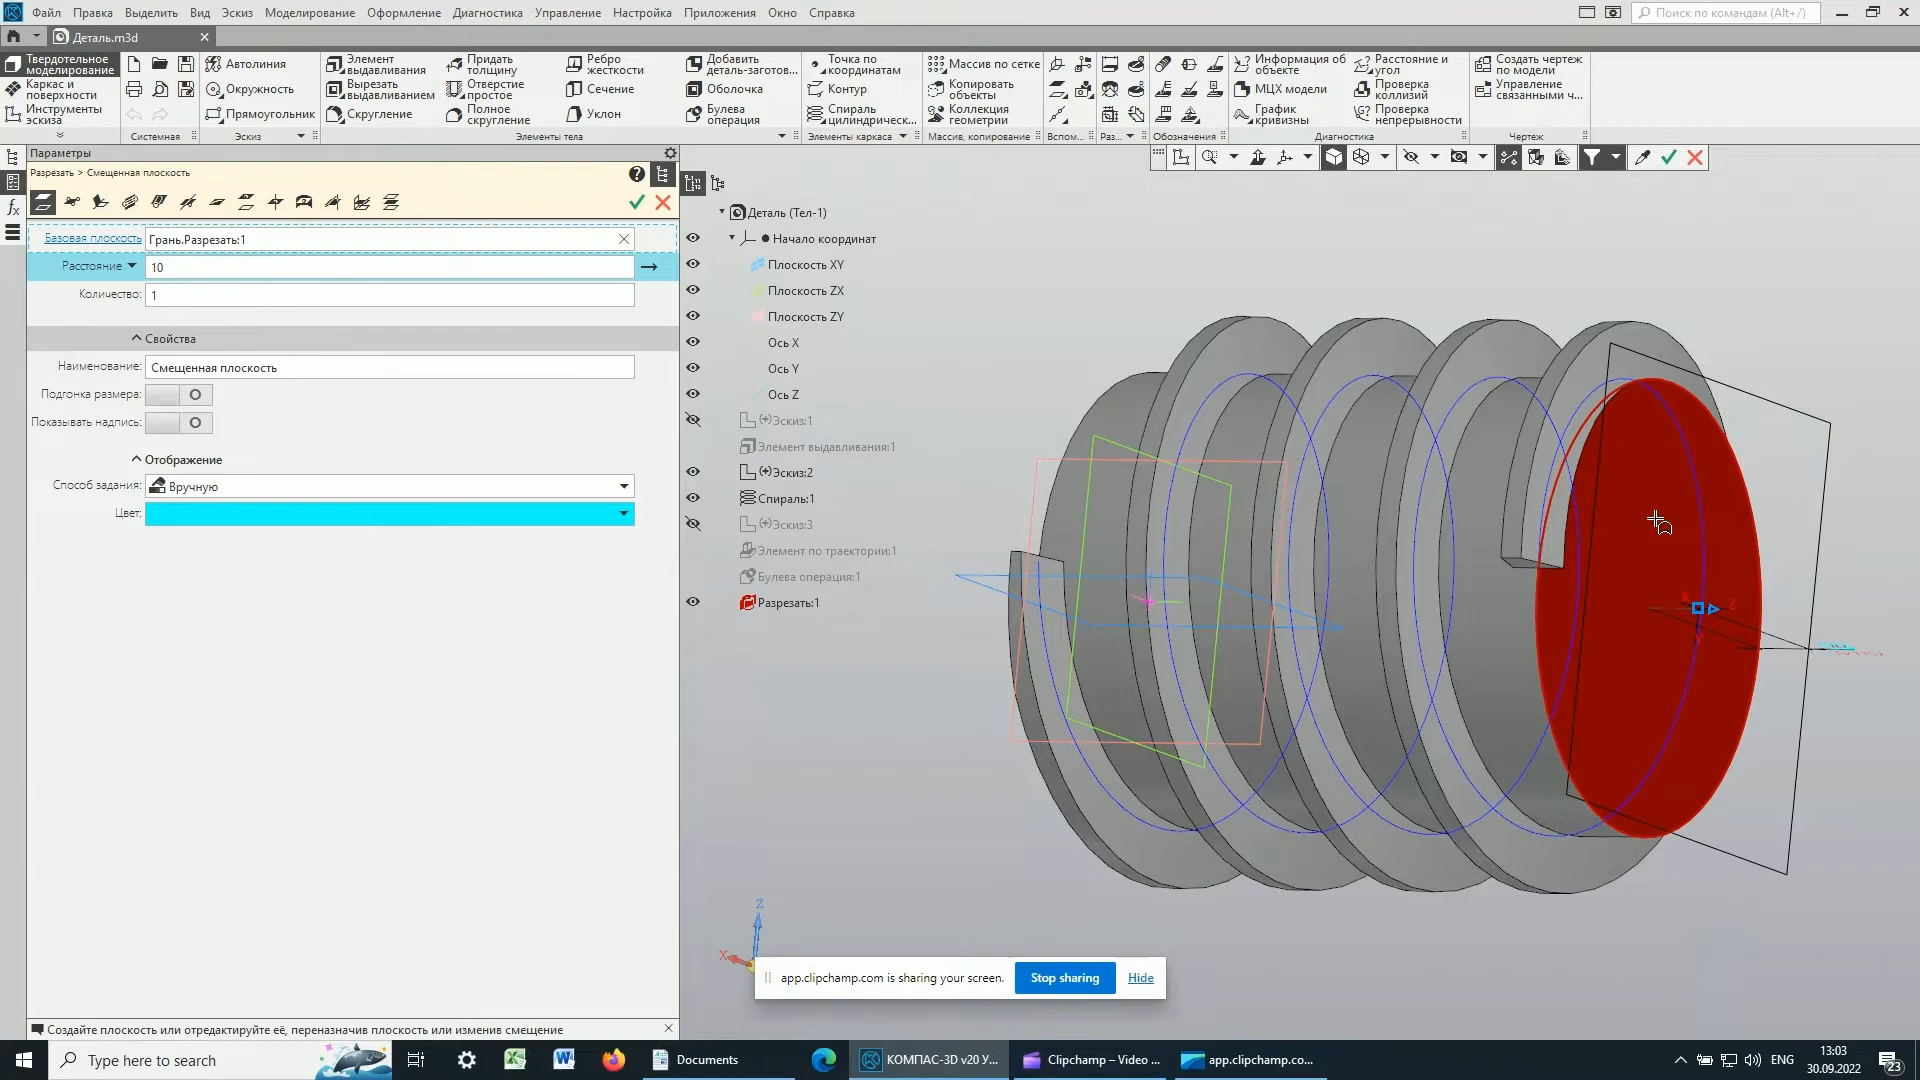 Файл Правка Выделить Вид Эскиз Моделирование Оформление Диагностика Управление Настройка Приложения Окно Справка
Поиск по командам (Alt+/)
Деталь.m3d
Твердотельное моделирование
Каркас и поверхности
Инструменты эскиза
Системная
Автолиния
Окружность
Прямоугольник
Эскиз
Элемент выдавливания
Вырезать выдавливанием
Скругление
Придать толщину
Отверстие простое
Полное скругление
Ребро жесткости
Сечение
Уклон
Добавить деталь-заготов...
Оболочка
Булева операция
Элементы тела
Точка по координатам
Контур
Спираль цилиндрическ...
Элементы каркаса
Массив по сетке
Копировать объекты
Коллекция геометрии
Массив, копирование
Вспом...
Раз...
Обозначения
Информация об объекте
МЦХ модели
График кривизны
Расстояние и угол
Проверка коллизий
Проверка непрерывности
Диагностика
Создать чертеж по модели
Управление связанными ч...
Чертеж
Параметры
Разрезать > Смещенная плоскость
Базовая плоскость Грань.Разрезать:1
Расстояние 10
Количество: 1
Свойства
Наименование: Смещенная плоскость
Подгонка размера:
Показывать надпись:
Отображение
Способ задания: Вручную
Цвет:
Деталь (Тел-1)
Начало координат
Плоскость XY
Плоскость ZX
Плоскость ZY
Ось X
Ось Y
Ось Z
(+)Эскиз:1
Элемент выдавливания:1
(+)Эскиз:2
Спираль:1
(+)Эскиз:3
Элемент по траектории:1
Булева операция:1
Разрезать:1
Z
X
app.clipchamp.com is sharing your screen. Stop sharing Hide
Создайте плоскость или отредактируйте её, переназначив плоскость или изменив смещение
Type here to search
Documents
КОМПАС-3D v20 У...
Clipchamp – Video ...
app.clipchamp.co...
ENG
13:03
30.09.2022
23